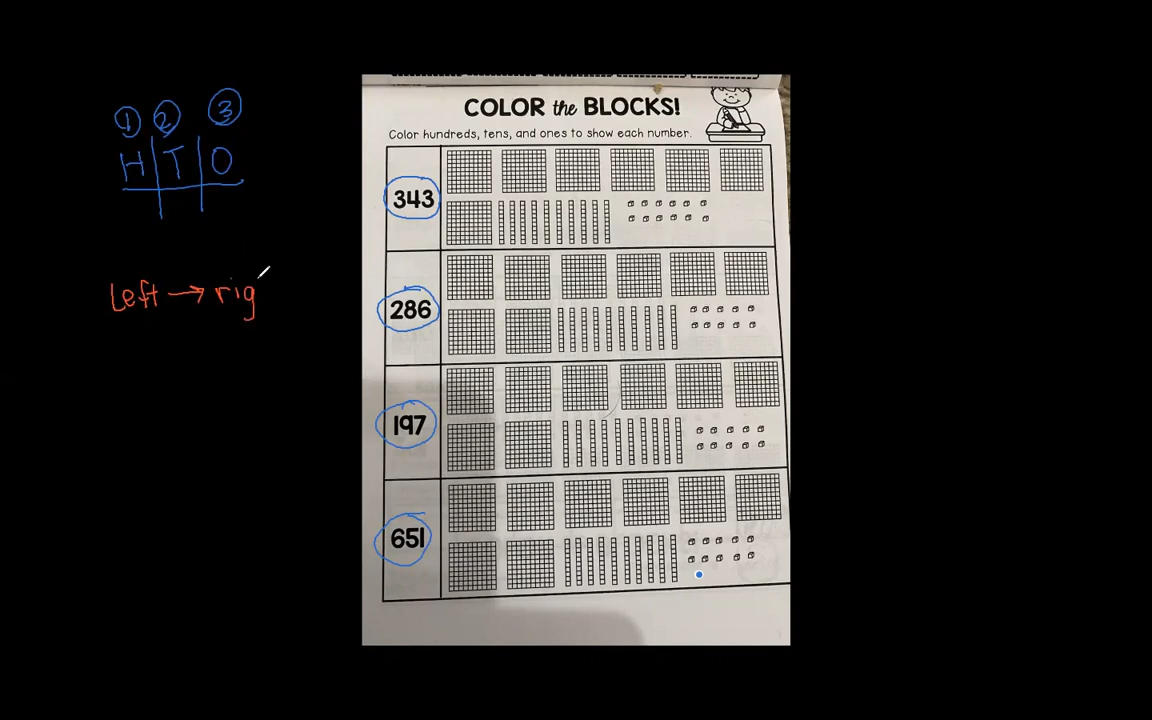 ① ② ③
H T O
left → rig
COLOR the BLOCKS!
Color hundreds, tens, and ones to show each number.
343
286
197
651